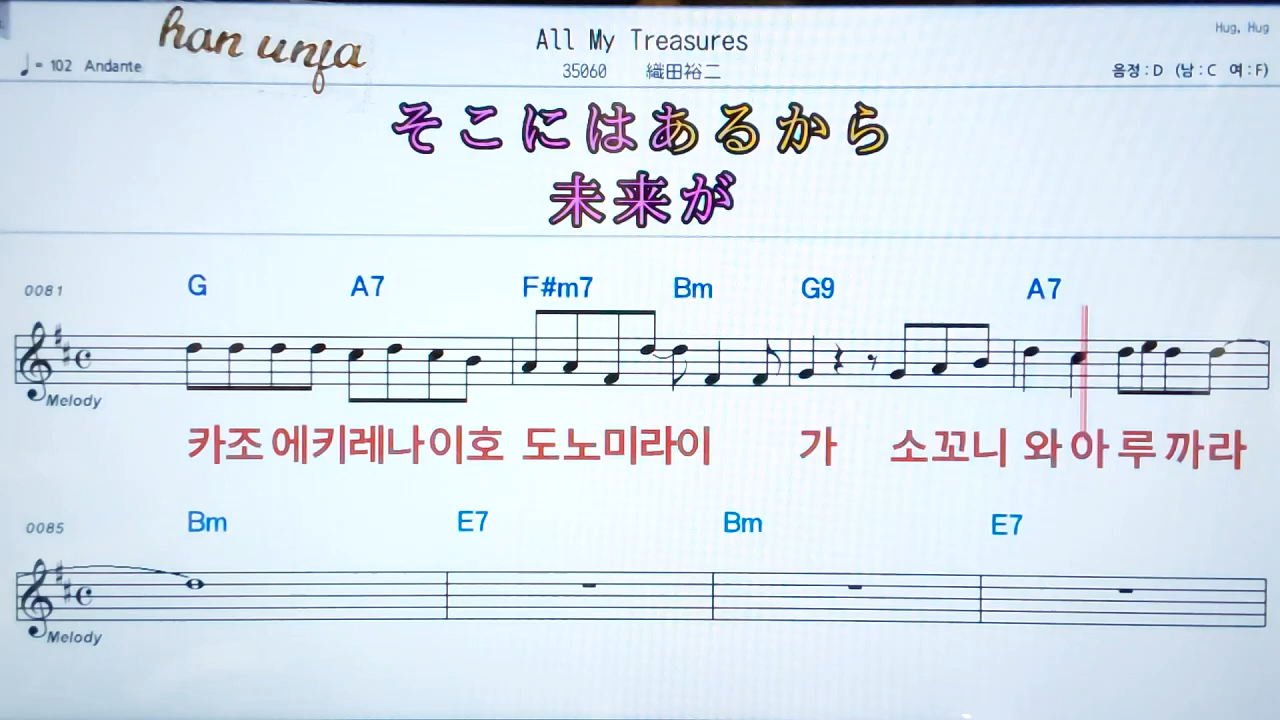 han unfa
All My Treasures
Hug, Hug
♩= 102 Andante
35060 織田裕二
음정:D (남:C 여:F)
そこにはあるから
未来が
0081 G A7 F#m7 Bm G9 A7
Melody
카조에키레나이호 도노미라이 가 소꼬니 와아루까라
0085 Bm E7 Bm E7
Melody